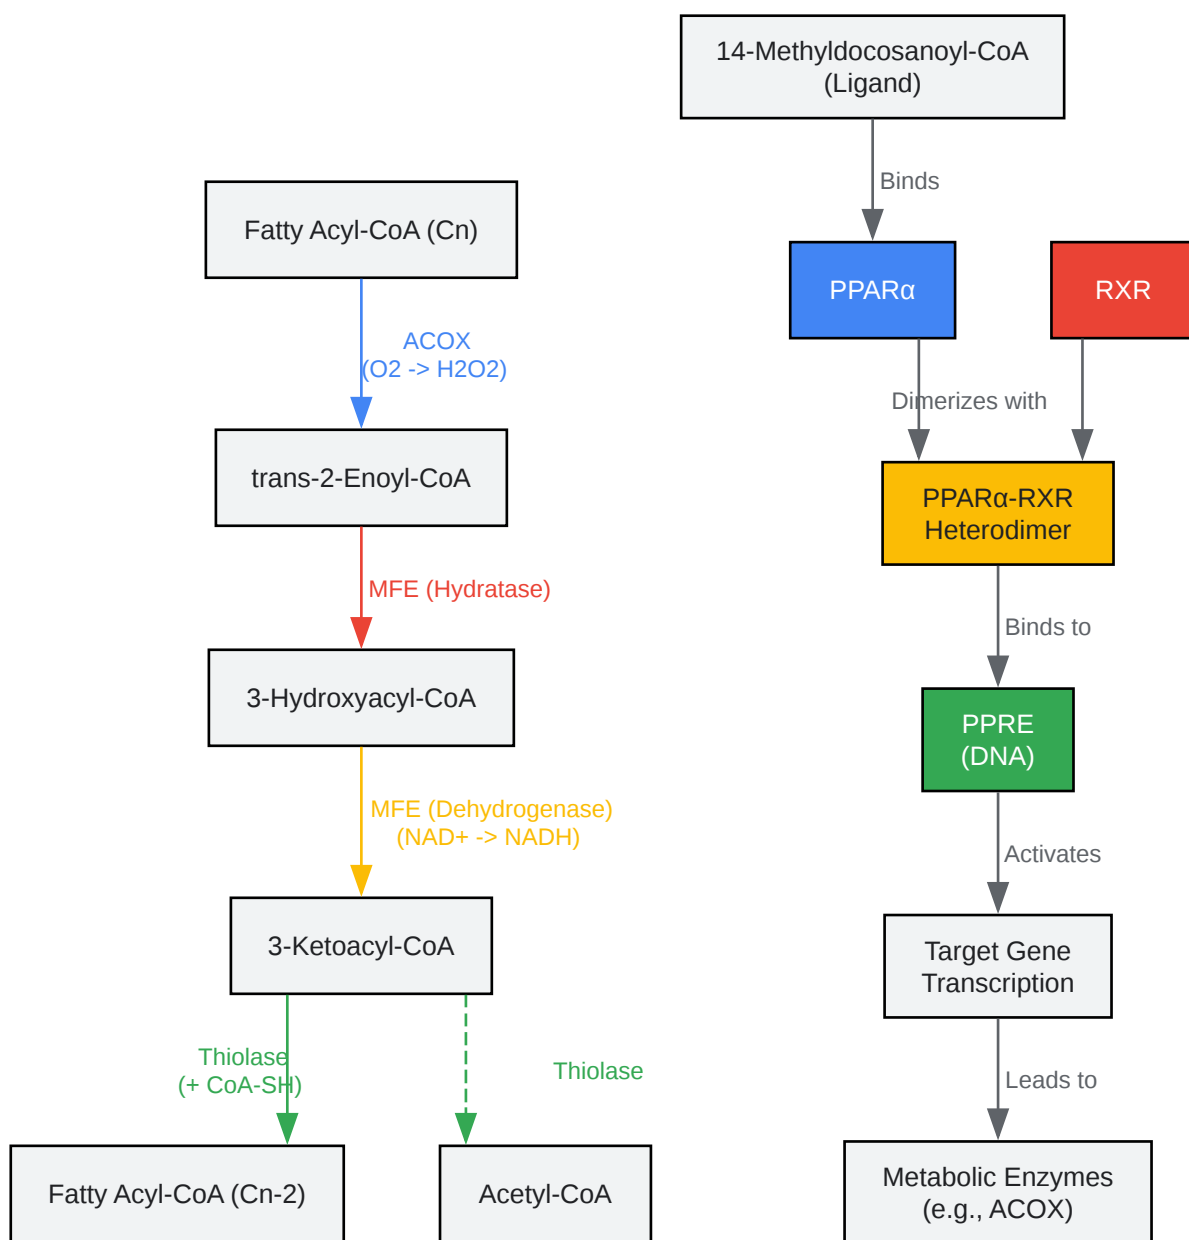 Fatty Acyl-CoA (Cn)
ACOX
(O2 -> H2O2)
trans-2-Enoyl-CoA
MFE (Hydratase)
3-Hydroxyacyl-CoA
MFE (Dehydrogenase)
(NAD+ -> NADH)
3-Ketoacyl-CoA
Thiolase
(+ CoA-SH)
Thiolase
Fatty Acyl-CoA (Cn-2)
Acetyl-CoA
14-Methyldocosanoyl-CoA
(Ligand)
Binds
PPARα
RXR
Dimerizes with
PPARα-RXR
Heterodimer
Binds to
PPRE
(DNA)
Activates
Target Gene
Transcription
Leads to
Metabolic Enzymes
(e.g., ACOX)